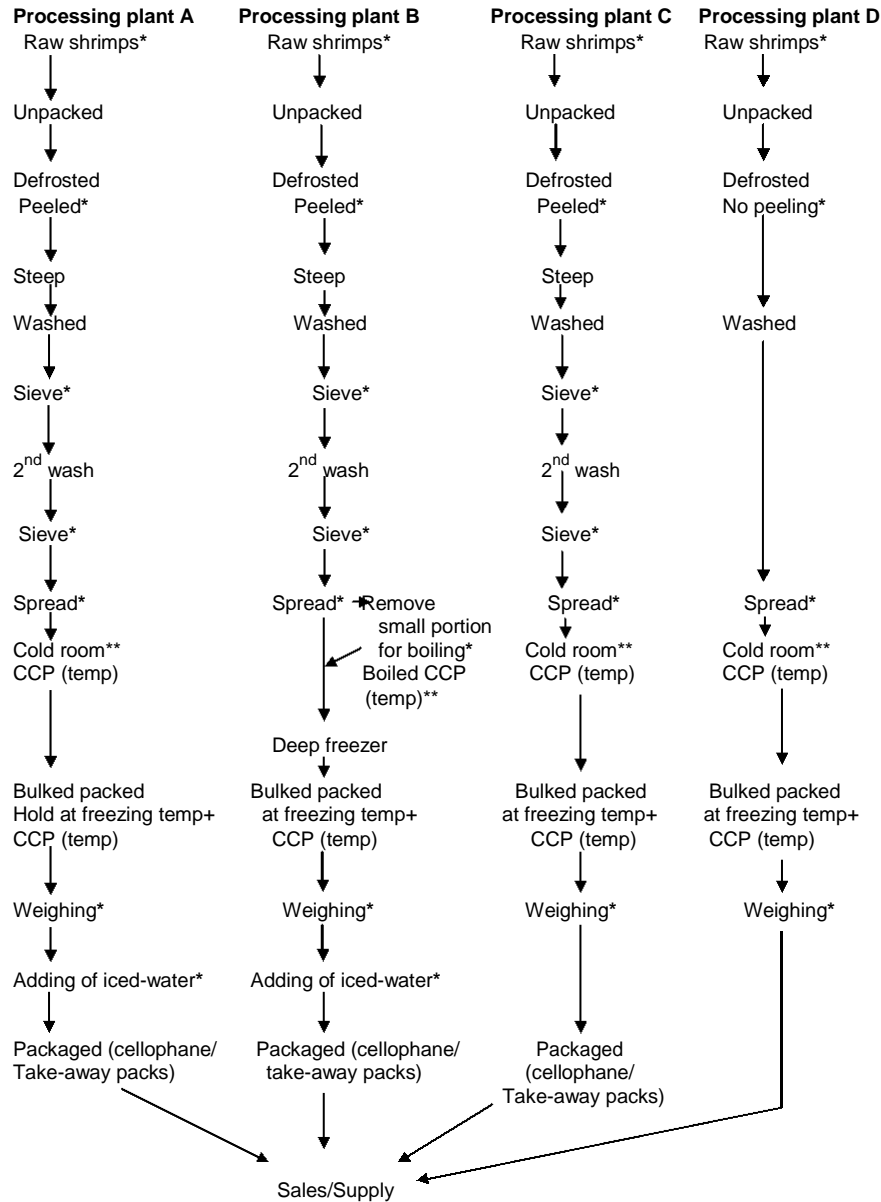 Processing plant A Processing plant B Processing plant C Processing plant D
Raw shrimps* Raw shrimps* Raw shrimps* Raw shrimps*
Unpacked Unpacked Unpacked Unpacked
Defrosted Defrosted Defrosted Defrosted
Peeled* Peeled* Peeled* No peeling*
Steep Steep Steep
Washed Washed Washed Washed
Sieve* Sieve* Sieve*
2nd wash 2nd wash 2nd wash
Sieve* Sieve* Sieve*
Spread* Spread* Remove Spread* Spread*
small portion
for boiling*
Cold room** Boiled CCP Cold room** Cold room**
CCP (temp) (temp)** CCP (temp) CCP (temp)
Deep freezer
Bulked packed Bulked packed Bulked packed Bulked packed
Hold at freezing temp+ at freezing temp+ at freezing temp+ at freezing temp+
CCP (temp) CCP (temp) CCP (temp) CCP (temp)
Weighing* Weighing* Weighing* Weighing*
Adding of iced-water* Adding of iced-water*
Packaged (cellophane/ Packaged (cellophane/ Packaged
Take-away packs) take-away packs) (cellophane/
Take-away packs)
Sales/Supply